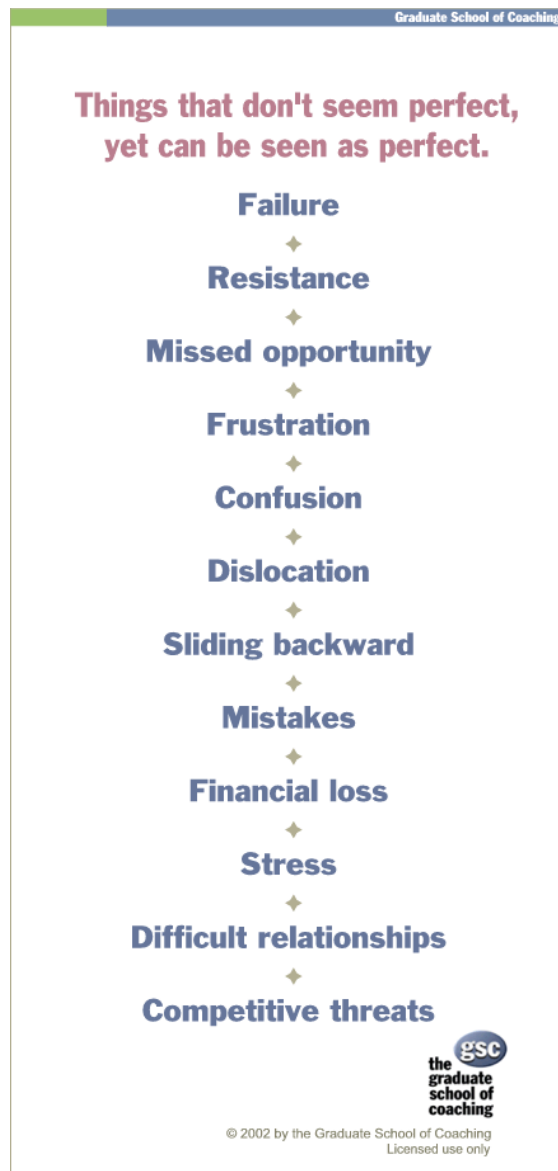 Graduate School of Coaching
Things that don't seem perfect,
yet can be seen as perfect.
Failure
Resistance
Missed opportunity
Frustration
Confusion
Dislocation
Sliding backward
Mistakes
Financial loss
Stress
Difficult relationships
Competitive threats
gsc
the
graduate
school of
coaching
© 2002 by the Graduate School of Coaching
Licensed use only